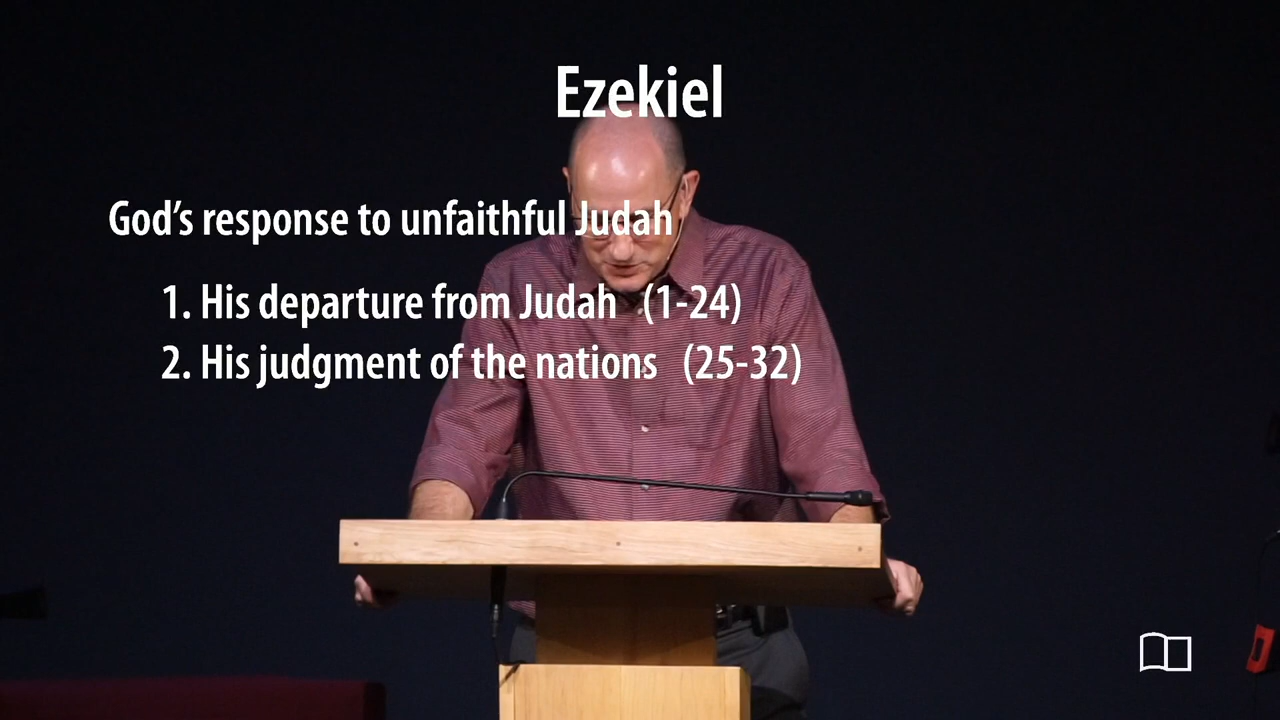 Ezekiel
God's response to unfaithful Judah
1. His departure from Judah (1-24)
2. His judgment of the nations (25-32)